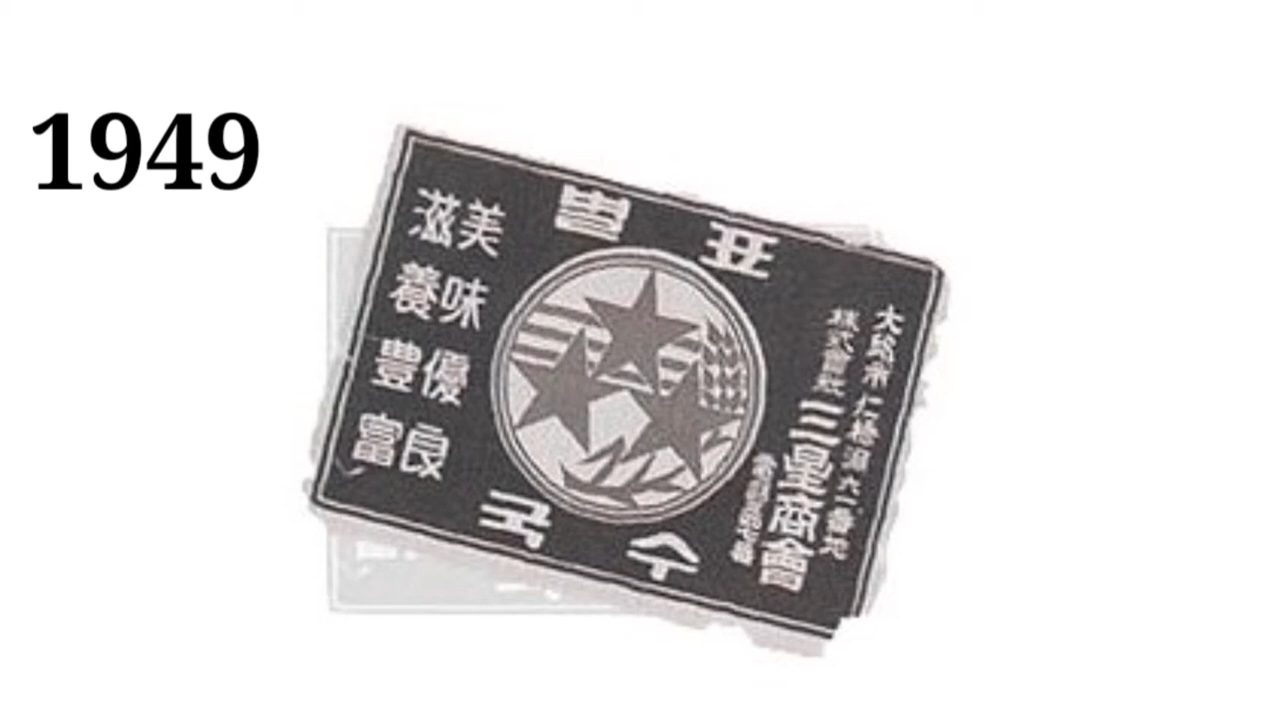 1949
별표
국수
美味優良
滋養豊富
大邱市仁橋洞六一番地
株式會社
三星商會